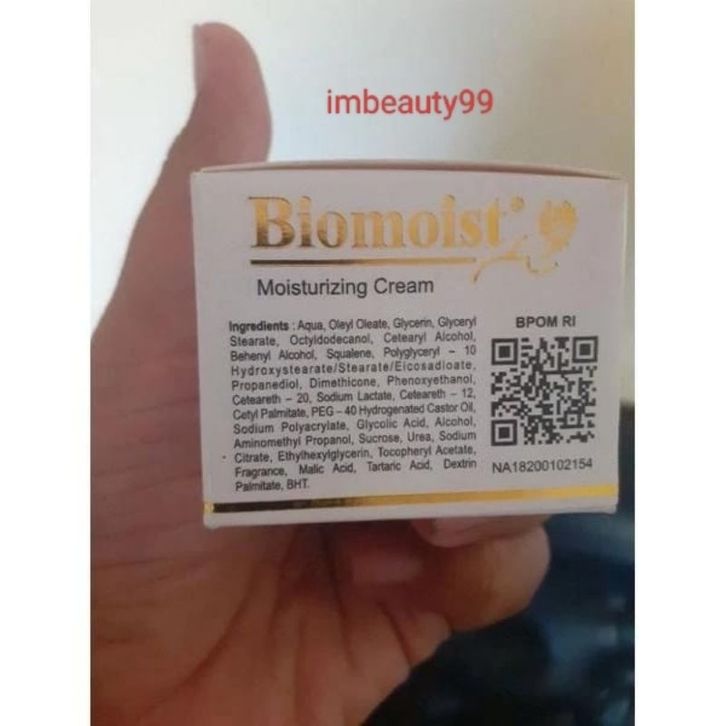 imbeauty99
Biomoist®
Moisturizing Cream
Ingredients : Aqua, Oleyl Oleate, Glycerin, Glyceryl
Stearate, Octyldodecanol, Cetearyl Alcohol,
Behenyl Alcohol, Squalene, Polyglyceryl – 10
Hydroxystearate/Stearate/Eicosadioate,
Propanediol, Dimethicone, Phenoxyethanol,
Ceteareth – 20, Sodium Lactate, Ceteareth – 12,
Cetyl Palmitate, PEG – 40 Hydrogenated Castor Oil,
Sodium Polyacrylate, Glycolic Acid, Alcohol,
Aminomethyl Propanol, Sucrose, Urea, Sodium
Citrate, Ethylhexylglycerin, Tocopheryl Acetate,
Fragrance, Malic Acid, Tartaric Acid, Dextrin
Palmitate, BHT.
BPOM RI
NA18200102154